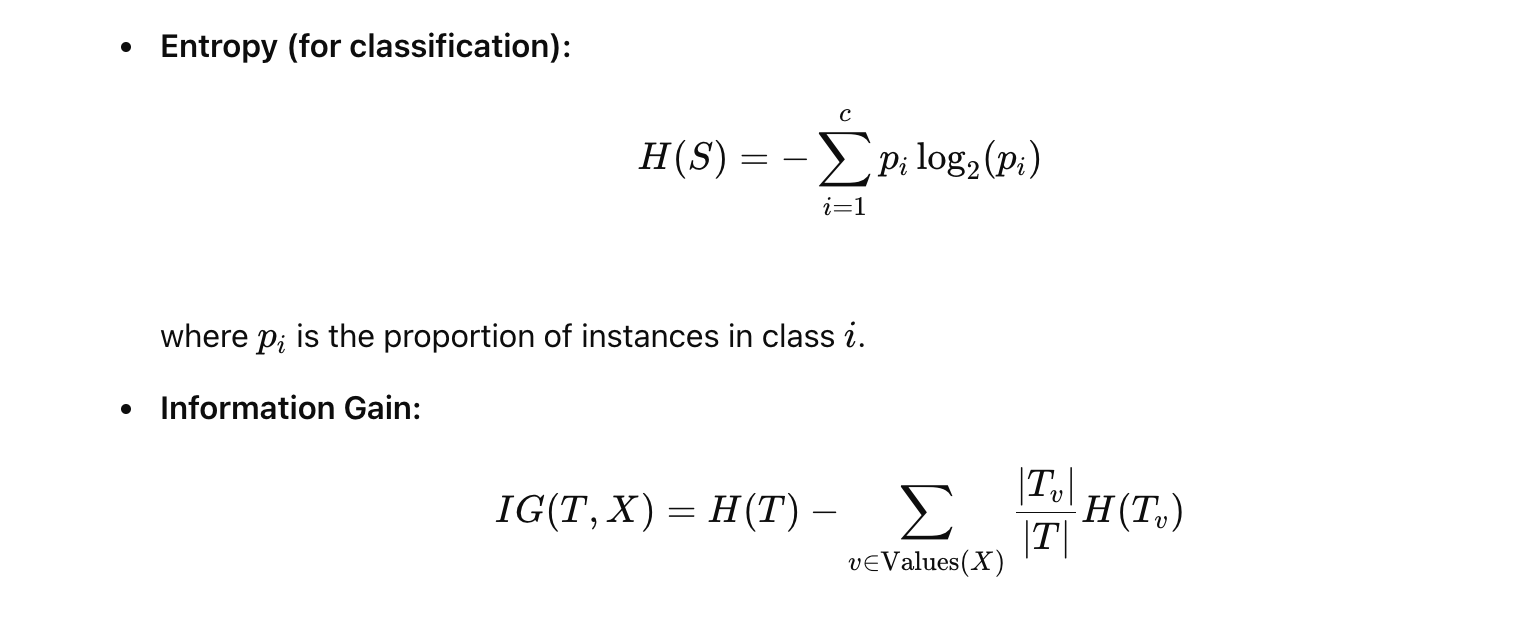 • Entropy (for classification):
H(S) = − ∑_{i=1}^{c} p_i log_2(p_i)
where p_i is the proportion of instances in class i.
• Information Gain:
IG(T, X) = H(T) − ∑_{v∈Values(X)} |T_v|/|T| H(T_v)